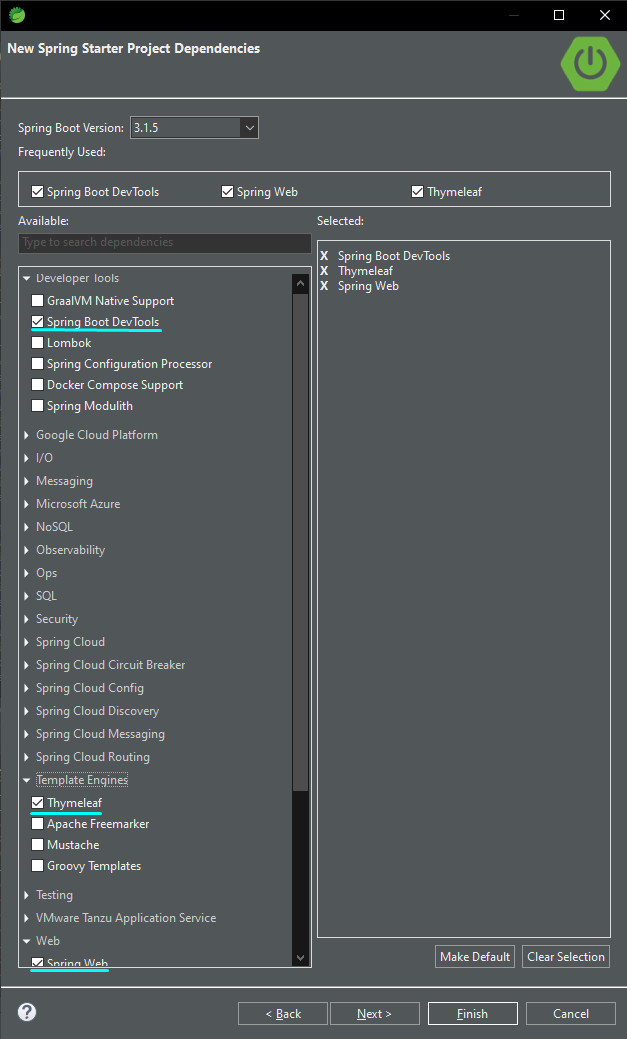 New Spring Starter Project Dependencies
Spring Boot Version: 3.1.5
Frequently Used:
Spring Boot DevTools Spring Web Thymeleaf
Available:
Type to search dependencies
Developer Tools
GraalVM Native Support
Spring Boot DevTools
Lombok
Spring Configuration Processor
Docker Compose Support
Spring Modulith
Google Cloud Platform
I/O
Messaging
Microsoft Azure
NoSQL
Observability
Ops
SQL
Security
Spring Cloud
Spring Cloud Circuit Breaker
Spring Cloud Config
Spring Cloud Discovery
Spring Cloud Messaging
Spring Cloud Routing
Template Engines
Thymeleaf
Apache Freemarker
Mustache
Groovy Templates
Testing
VMware Tanzu Application Service
Web
Spring Web
Selected:
X Spring Boot DevTools
X Thymeleaf
X Spring Web
Make Default Clear Selection
? < Back Next > Finish Cancel